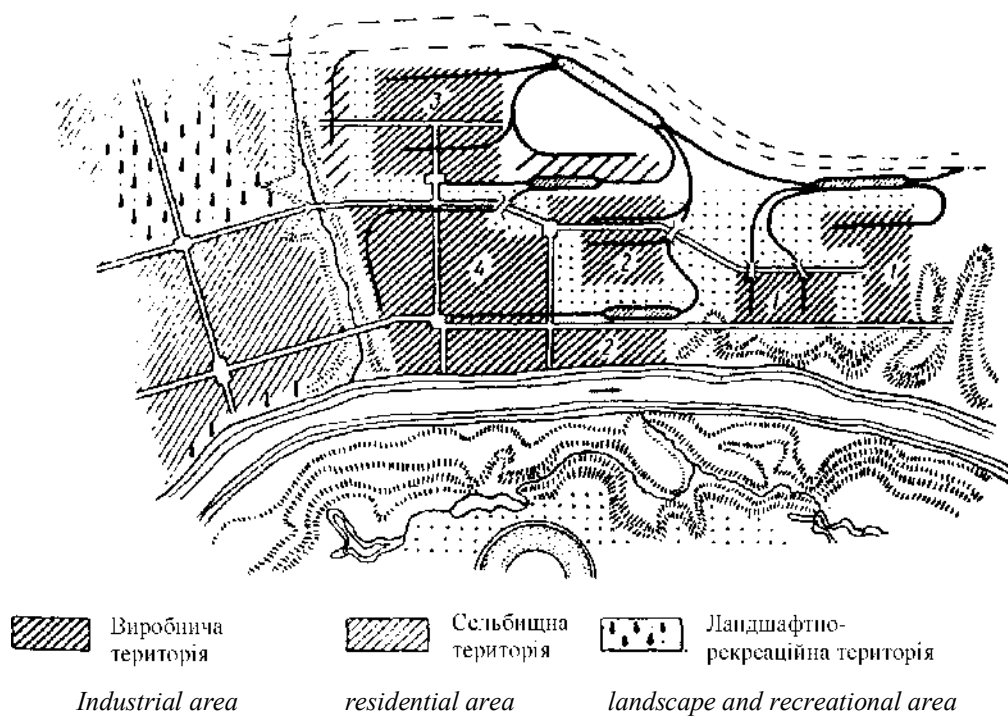 3
4
2
1
1
2
Виробнича
територія
Сельбищна
територія
Ландшафтно-
рекреаційна територія
Industrial area
residential area
landscape and recreational area